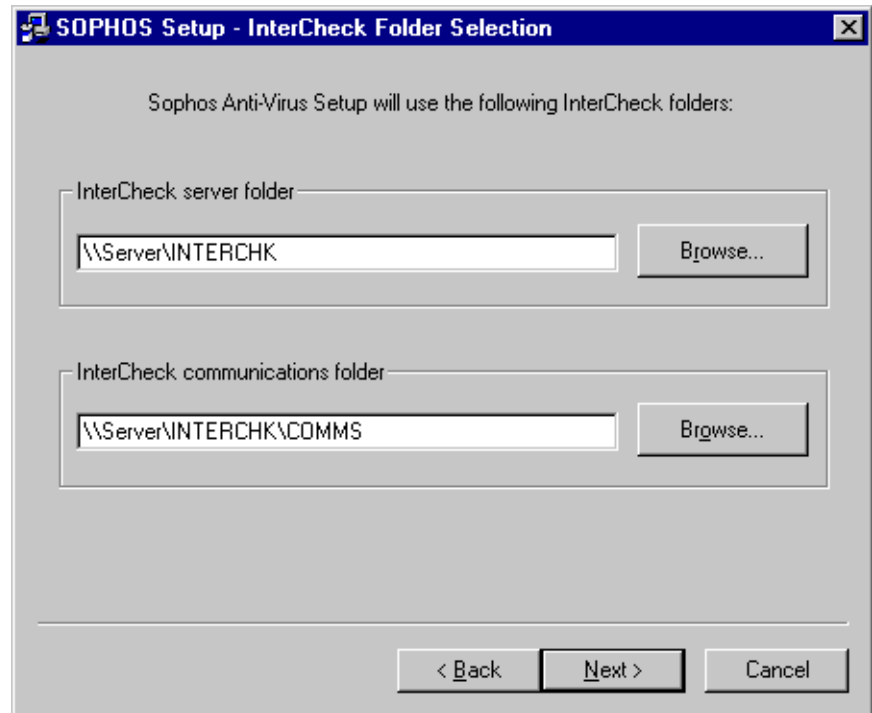 SOPHOS Setup - InterCheck Folder Selection
Sophos Anti-Virus Setup will use the following InterCheck folders:
InterCheck server folder
\\Server\INTERCHK
Browse...
InterCheck communications folder
\\Server\INTERCHK\COMMS
Browse...
< Back
Next >
Cancel